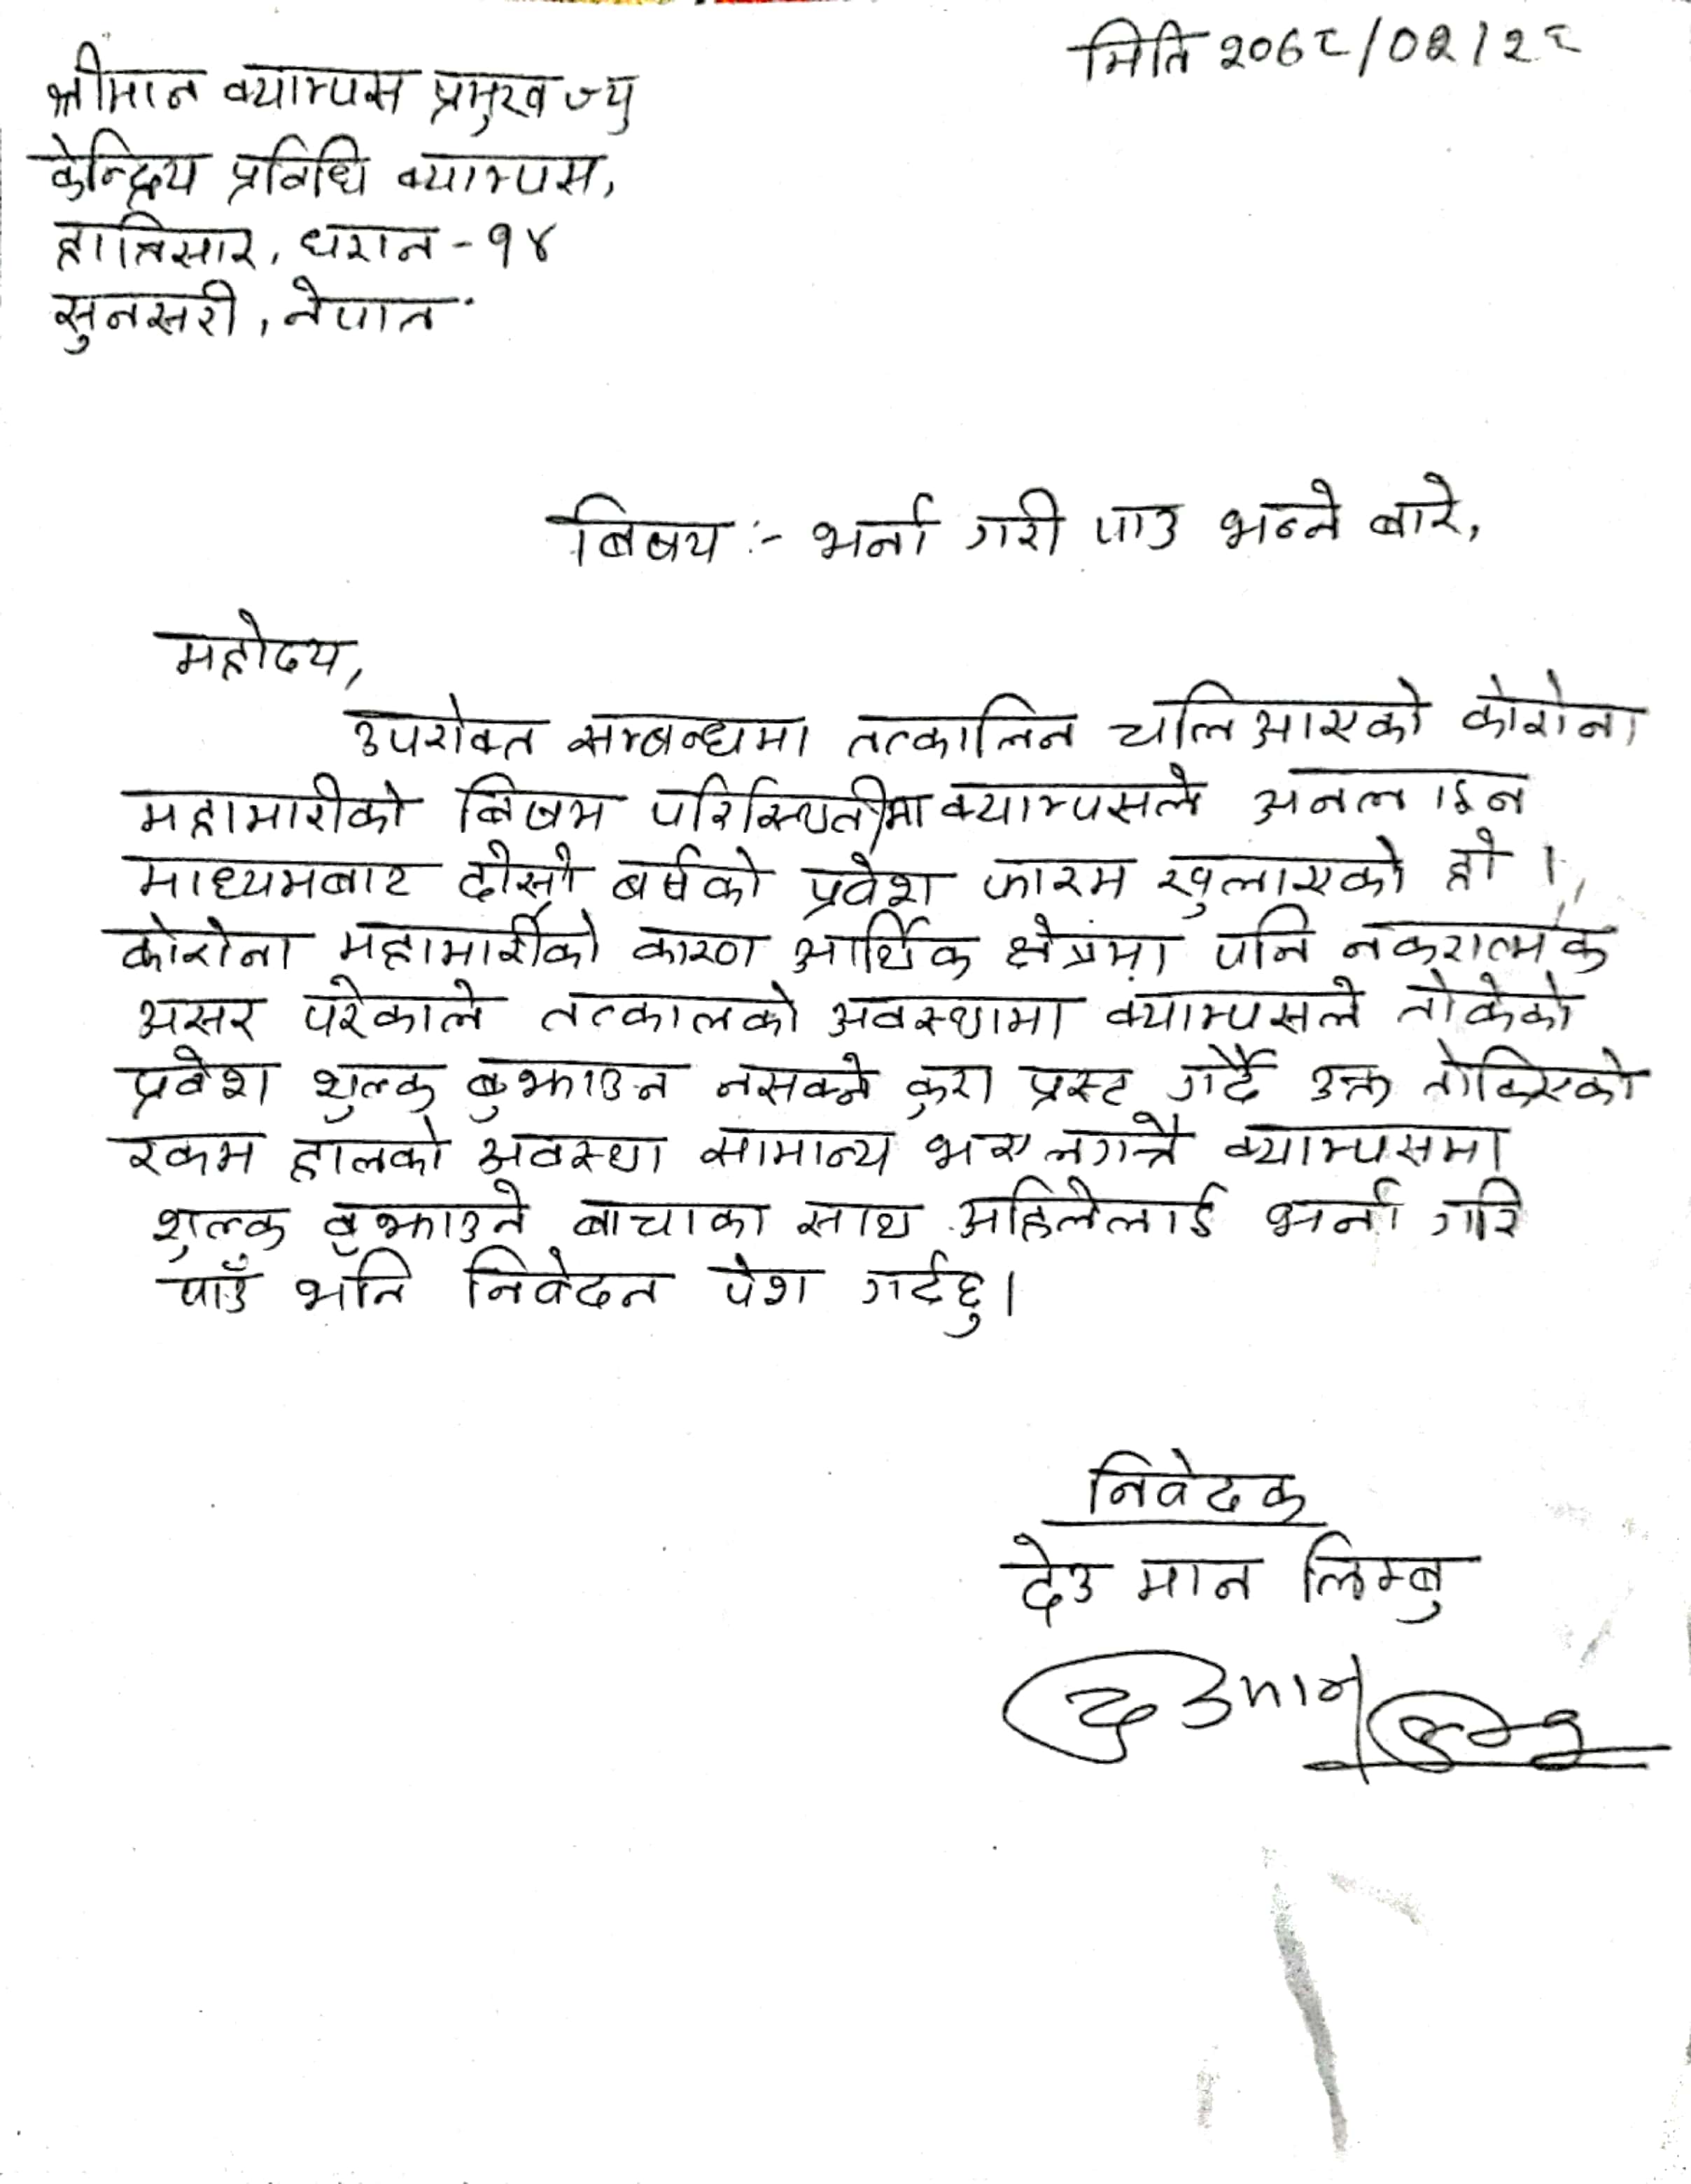 मिति २०७८/०२/२८
श्रीमान क्याम्पस प्रमुख ज्यु
केन्द्रिय प्रविधि क्याम्पस,
हात्तिसार, धरान - १४
सुनसरी, नेपाल
बिषय :- भर्ना गरी पाउ भन्ने बारे,
महोदय,
उपरोक्त सम्बन्धमा तत्कालिन चलिआएको कोरोना
महामारीको बिषम परिस्थितीमा क्याम्पसले अनलाइन
माध्यमबाट दोस्रो बर्षको प्रवेश फारम खुलाएको हो ।
कोरोना महामारीको कारण आर्थिक क्षेत्रमा पनि नकरात्मक
असर परेकाले तत्कालको अवस्थामा क्याम्पसले तोकेको
प्रवेश शुल्क बुझाउन नसक्ने कुरा प्रस्ट गर्दै उक्त तोकिएको
रकम हालको अवस्था सामान्य भए लगत्तै क्याम्पसमा
शुल्क बुझाउने बाचाका साथ अहिलेलाई भर्ना गरि
पाउँ भनि निवेदन पेश गर्दछु ।
निवेदक
देउ मान लिम्बु
देउमान